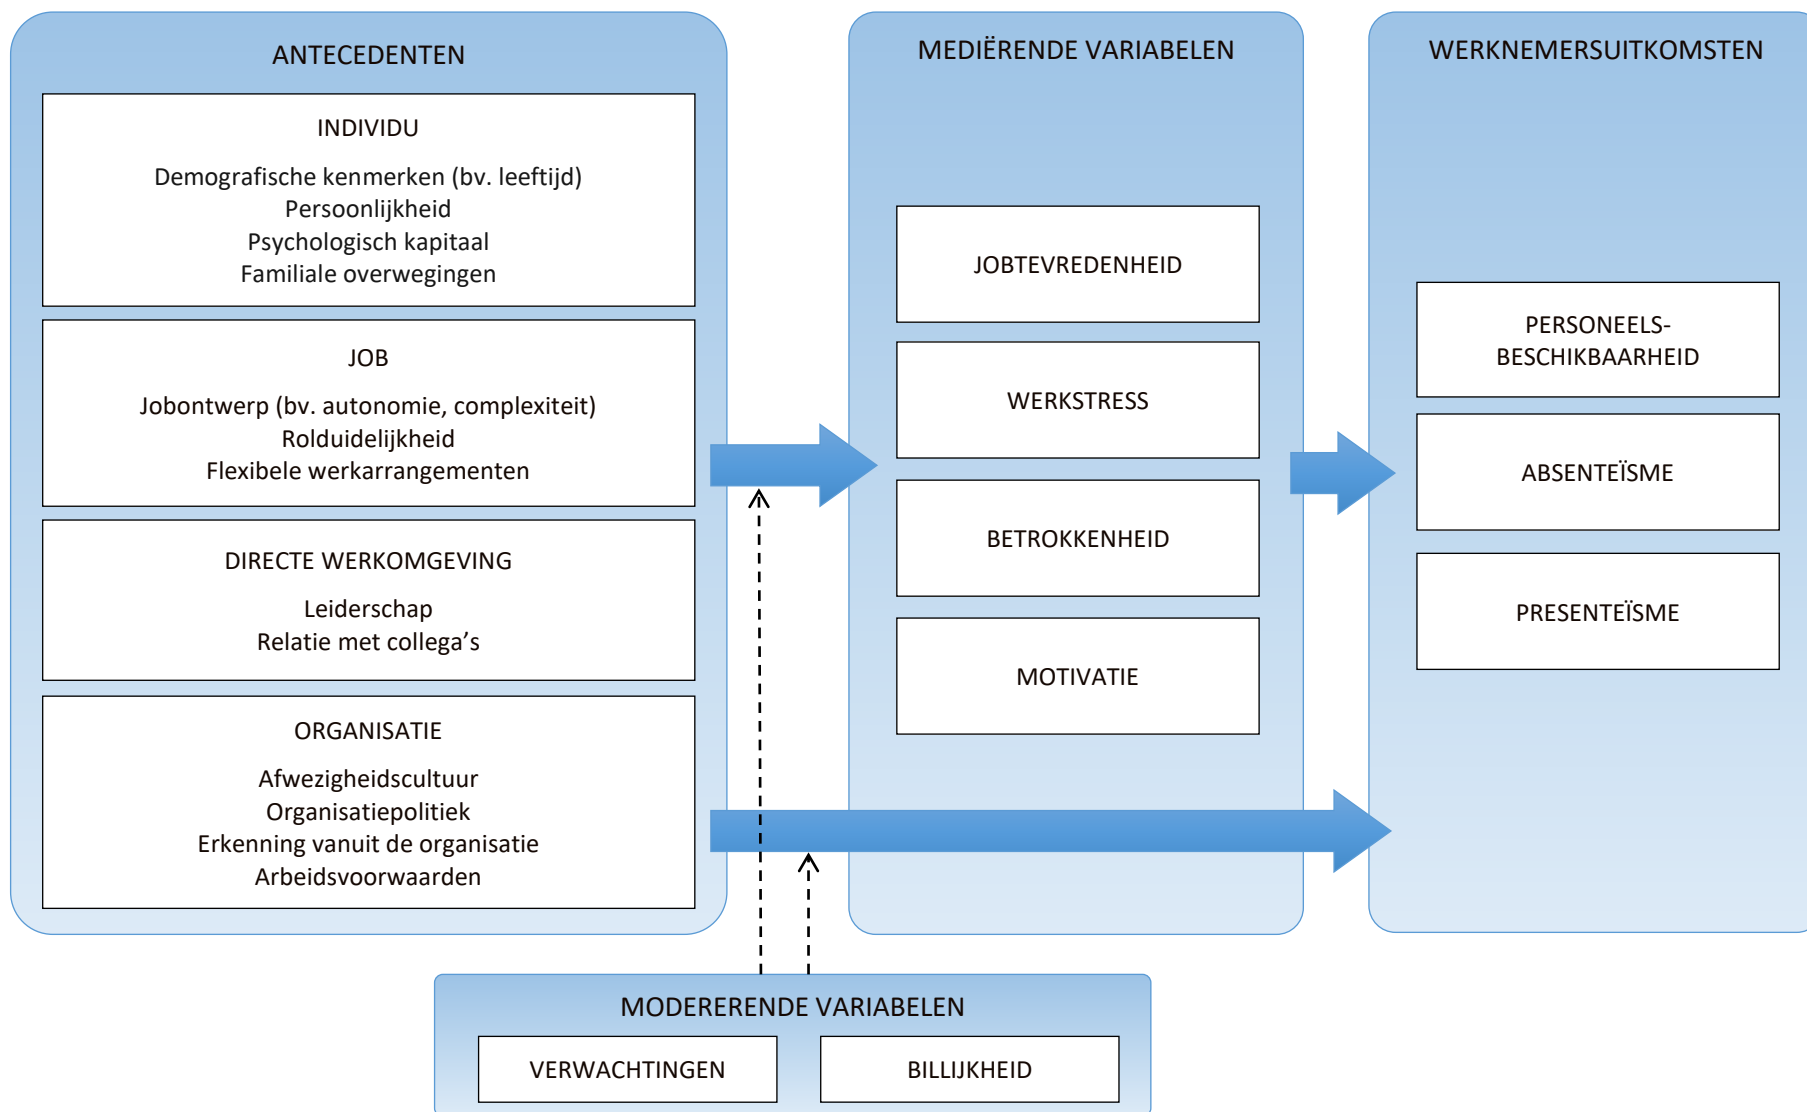 ANTECEDENTEN
INDIVIDU
Demografische kenmerken (bv. leeftijd)
Persoonlijkheid
Psychologisch kapitaal
Familiale overwegingen
JOB
Jobontwerp (bv. autonomie, complexiteit)
Rolduidelijkheid
Flexibele werkarrangementen
DIRECTE WERKOMGEVING
Leiderschap
Relatie met collega’s
ORGANISATIE
Afwezigheidscultuur
Organisatiepolitiek
Erkenning vanuit de organisatie
Arbeidsvoorwaarden
MEDIËRENDE VARIABELEN
JOBTEVREDENHEID
WERKSTRESS
BETROKKENHEID
MOTIVATIE
WERKNEMERSUITKOMSTEN
PERSONEELS-
BESCHIKBAARHEID
ABSENTEÏSME
PRESENTEÏSME
MODERERENDE VARIABELEN
VERWACHTINGEN
BILLIJKHEID